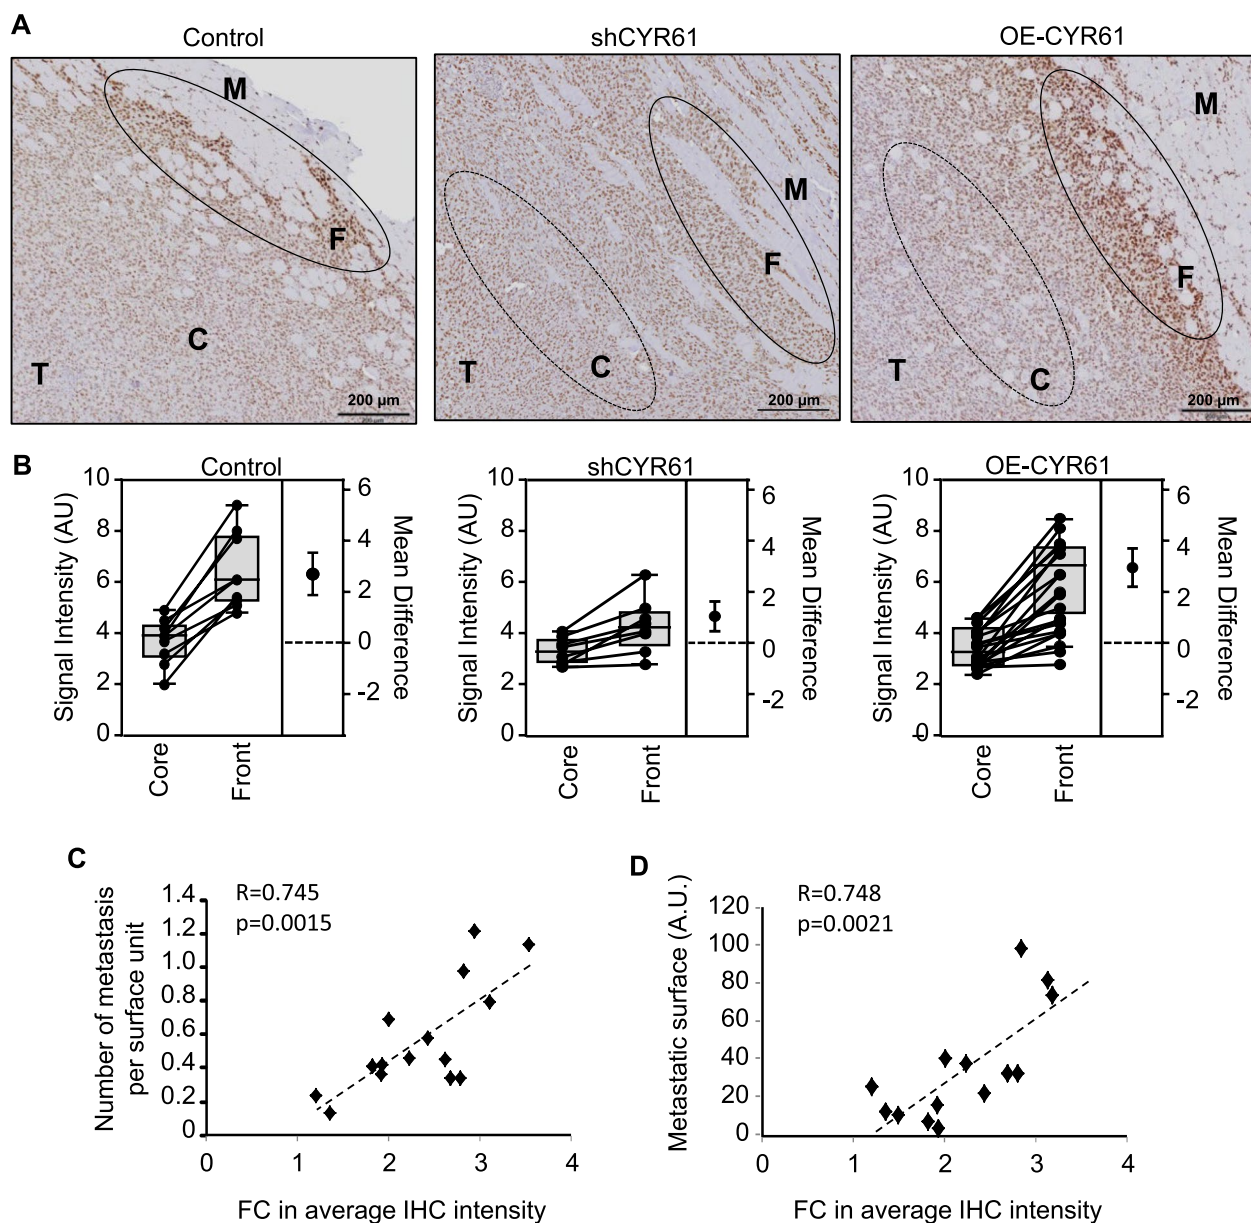 A
Control
shCYR61
OE-CYR61
M
F
C
T
200 µm
M
F
C
T
200 µm
M
F
C
T
200 µm
B
Control
shCYR61
OE-CYR61
Signal Intensity (AU)
10
8
6
4
2
0
Core
Front
6
4
2
0
-2
Mean Difference
Signal Intensity (AU)
10
8
6
4
2
0
Core
Front
6
4
2
0
-2
Mean Difference
Signal Intensity (AU)
10
8
6
4
2
0
Core
Front
6
4
2
0
-2
Mean Difference
C
R=0.745
p=0.0015
Number of metastasis
per surface unit
1.4
1.2
1.0
0.8
0.6
0.4
0.2
0
0 1 2 3 4
FC in average IHC intensity
D
R=0.748
p=0.0021
Metastatic surface (A.U.)
120
100
80
60
40
20
0
0 1 2 3 4
FC in average IHC intensity